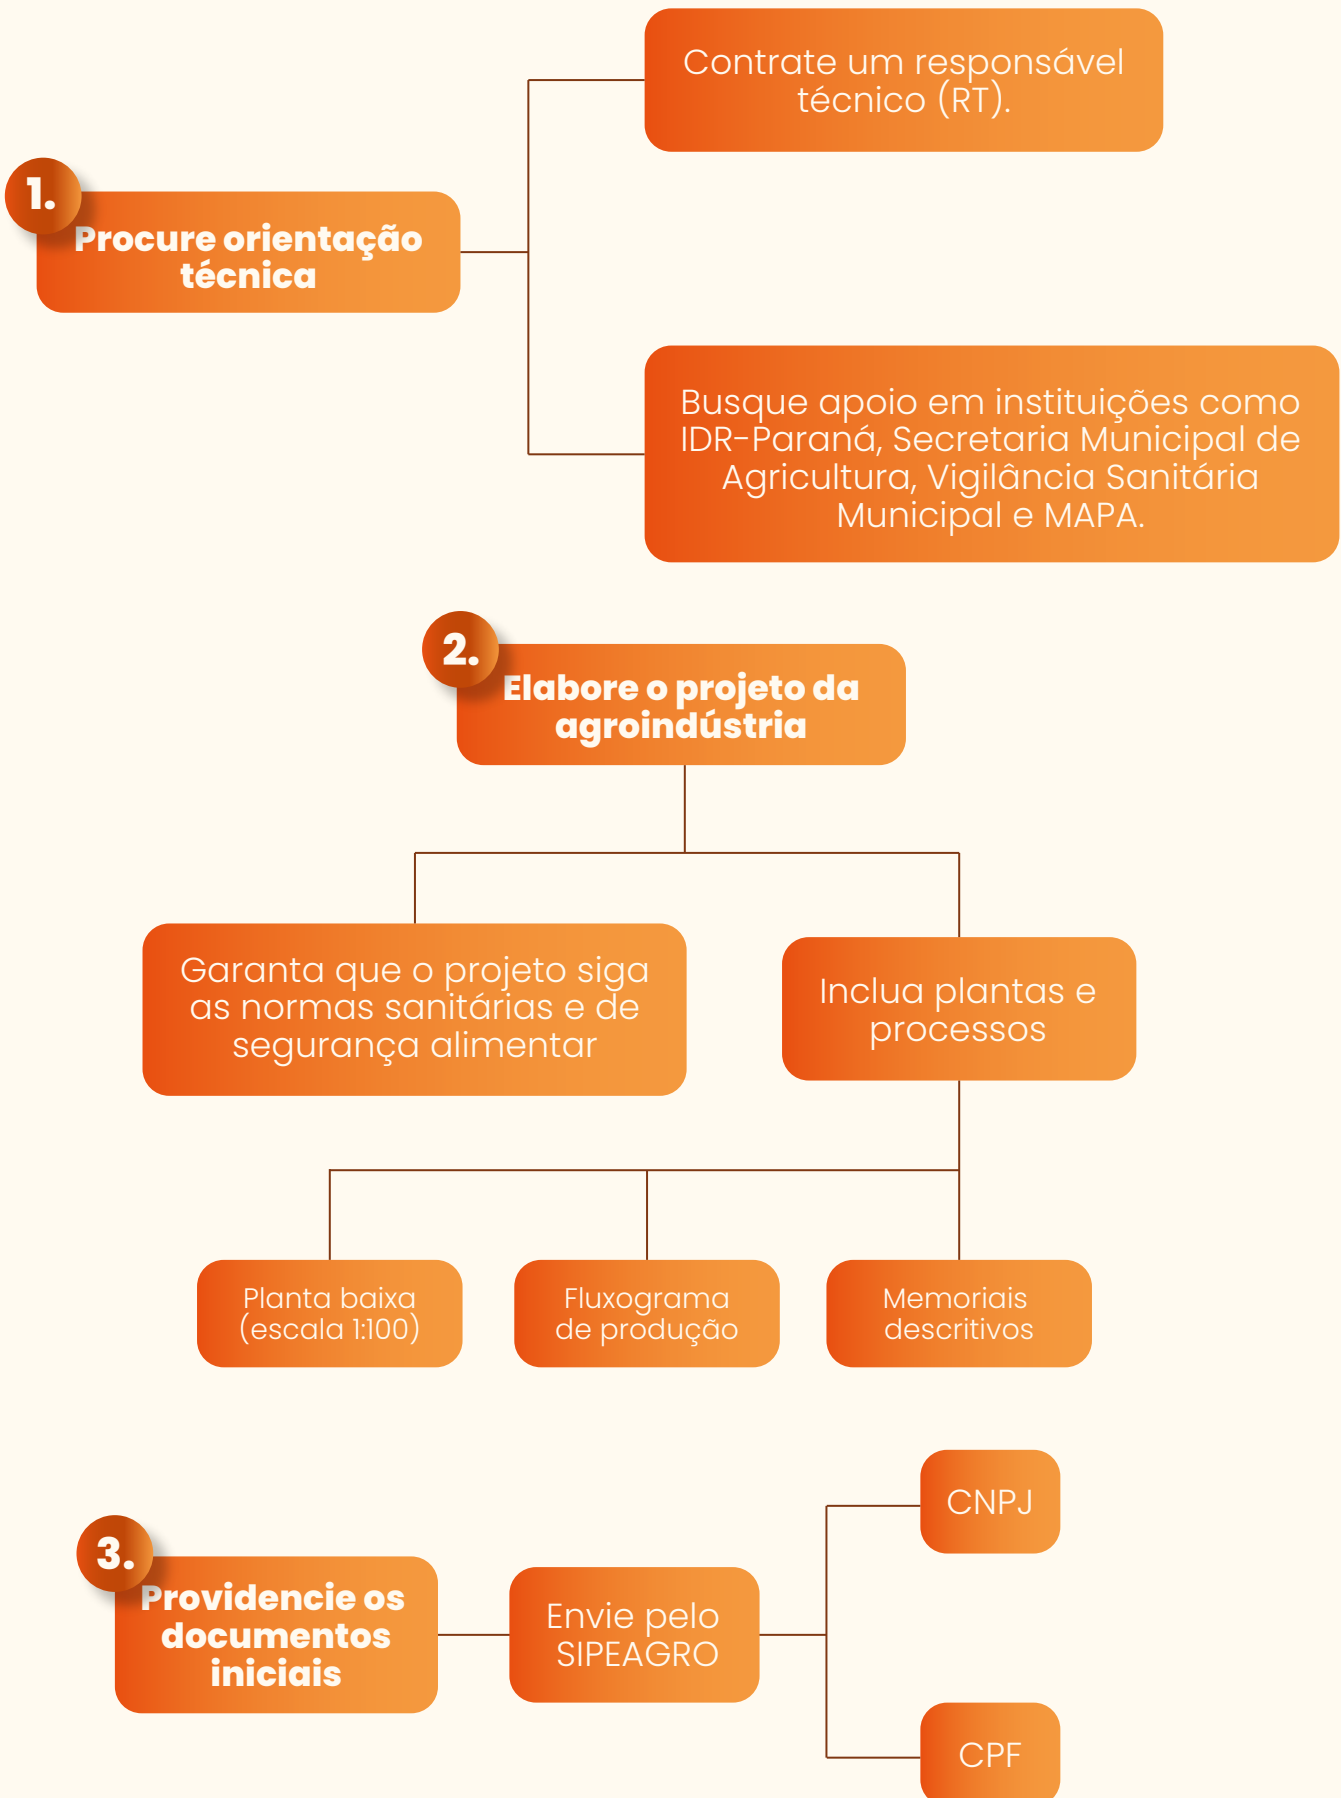 Contrate um responsável
técnico (RT).
1.
Procure orientação
técnica
Busque apoio em instituições como
IDR-Paraná, Secretaria Municipal de
Agricultura, Vigilância Sanitária
Municipal e MAPA.
2.
Elabore o projeto da
agroindústria
Garanta que o projeto siga
as normas sanitárias e de
segurança alimentar
Inclua plantas e
processos
Planta baixa
(escala 1:100)
Fluxograma
de produção
Memoriais
descritivos
3.
Providencie os
documentos
iniciais
Envie pelo
SIPEAGRO
CNPJ
CPF